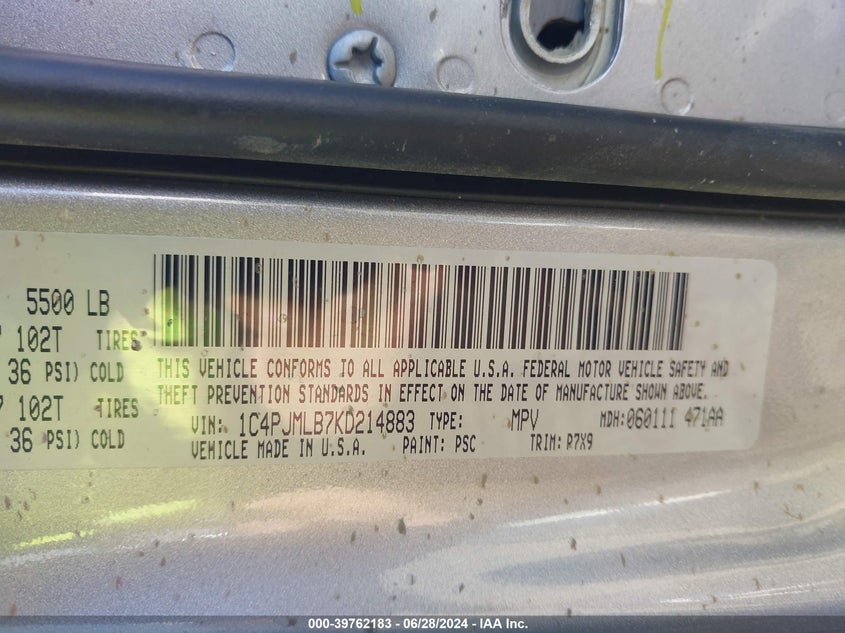 5500 LB
102T TIRES
36 PSI) COLD
102T TIRES
36 PSI) COLD
THIS VEHICLE CONFORMS TO ALL APPLICABLE U.S.A. FEDERAL MOTOR VEHICLE SAFETY AND
THEFT PREVENTION STANDARDS IN EFFECT ON THE DATE OF MANUFACTURE SHOWN ABOVE.
VIN: 1C4PJMLB7KD214883 TYPE: MPV MDH: 060111 471AA
VEHICLE MADE IN U.S.A. PAINT: PSC TRIM: R7X9
000-39762183 - 06/28/2024 - IAA Inc.